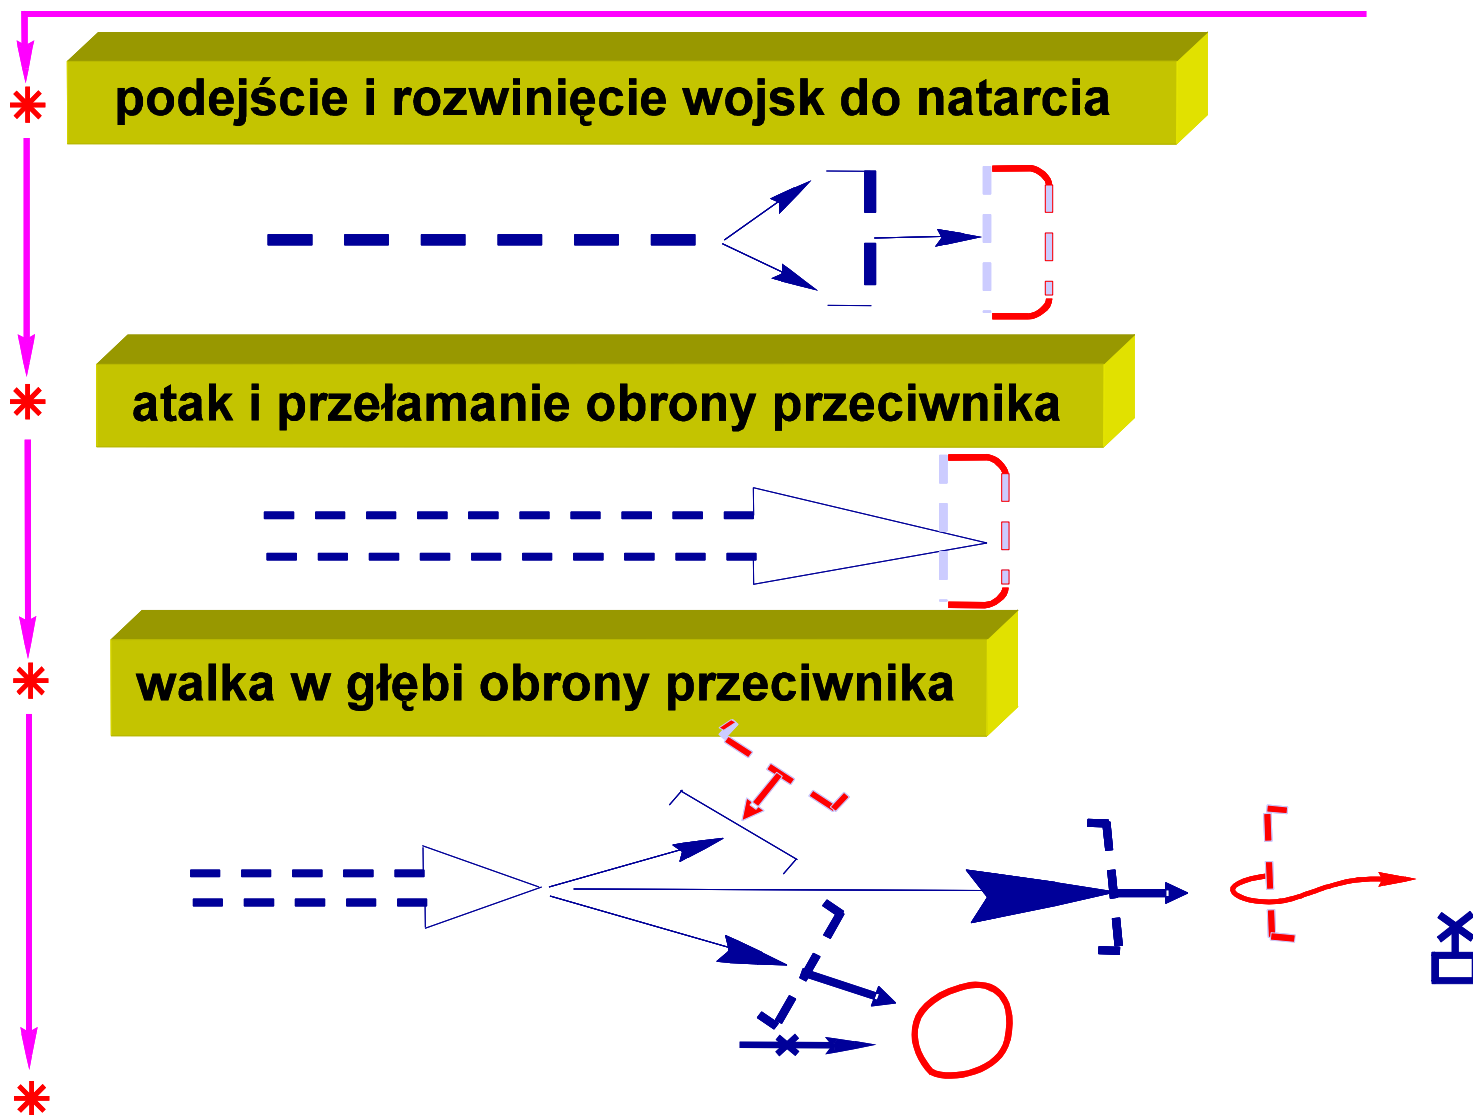 podejście i rozwinięcie wojsk do natarcia
atak i przełamanie obrony przeciwnika
walka w głębi obrony przeciwnika